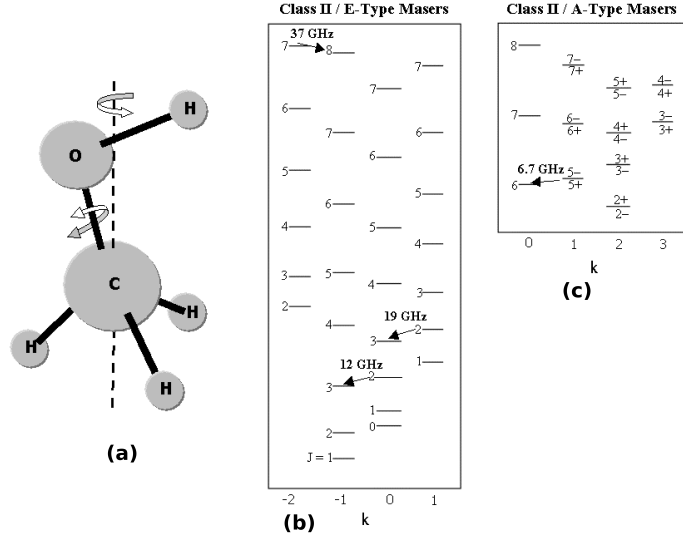 Class II / E-Type Masers
Class II / A-Type Masers
H
O
C
H
H
H
(a)
37 GHz
7
8
7
6
7
7
5
6
6
6
4
5
5
5
3
5
4
4
2
4
3
3
19 GHz
2
12 GHz
3
2
1
1
0
2
J = 1
-2 -1 0 1
k
(b)
8
7-
7+
5+
5-
4-
4+
7
6-
6+
4+
4-
3-
3+
6.7 GHz
6
5-
5+
3+
3-
2+
2-
0 1 2 3
k
(c)